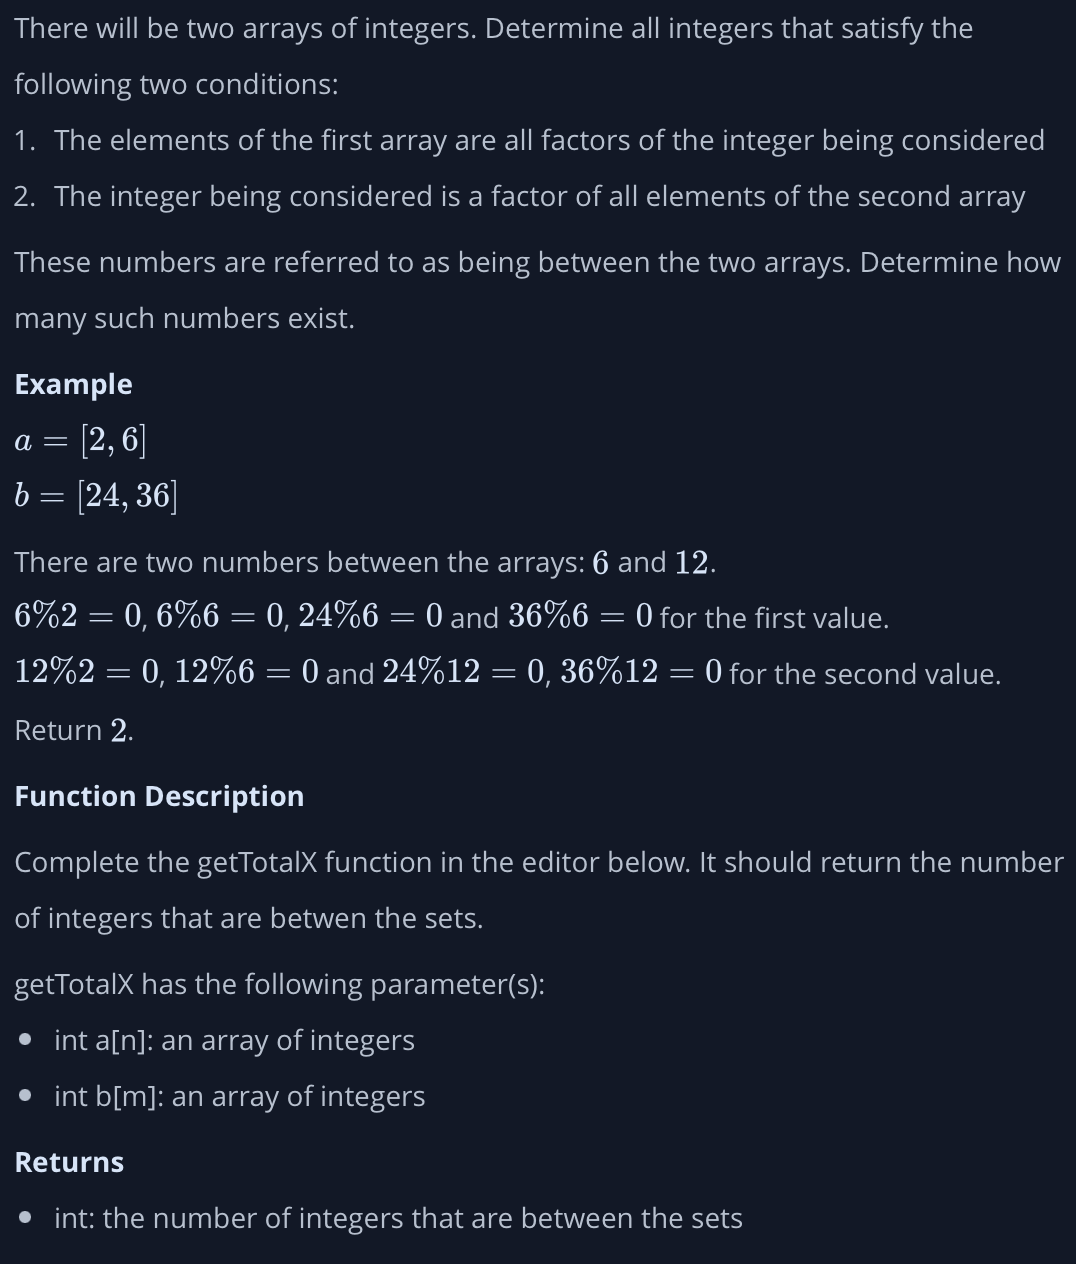 There will be two arrays of integers. Determine all integers that satisfy the
following two conditions:
1. The elements of the first array are all factors of the integer being considered
2. The integer being considered is a factor of all elements of the second array
These numbers are referred to as being between the two arrays. Determine how
many such numbers exist.
Example
a = [2, 6]
b = [24, 36]
There are two numbers between the arrays: 6 and 12.
6%2 = 0, 6%6 = 0, 24%6 = 0 and 36%6 = 0 for the first value.
12%2 = 0, 12%6 = 0 and 24%12 = 0, 36%12 = 0 for the second value.
Return 2.
Function Description
Complete the getTotalX function in the editor below. It should return the number
of integers that are betwen the sets.
getTotalX has the following parameter(s):
• int a[n]: an array of integers
• int b[m]: an array of integers
Returns
• int: the number of integers that are between the sets